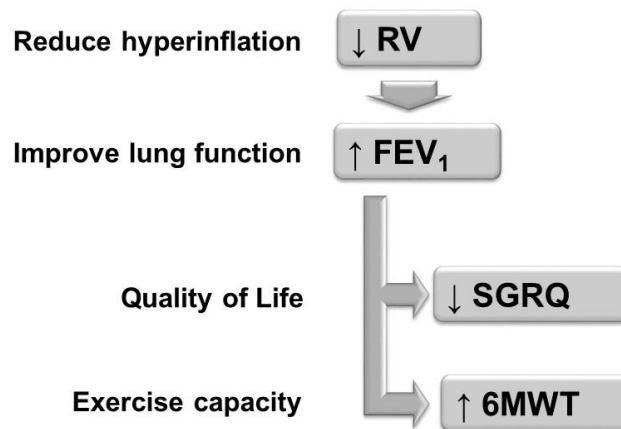 Reduce hyperinflation ↓ RV
Improve lung function ↑ FEV₁
Quality of Life ↓ SGRQ
Exercise capacity ↑ 6MWT